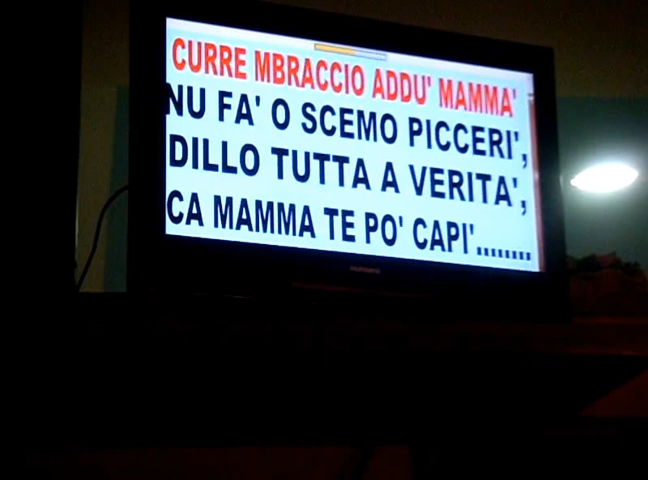 CURRE MBRACCIO ADDU' MAMMA'
NU FA' O SCEMO PICCERI',
DILLO TUTTA A VERITA',
CA MAMMA TE PO' CAPI'........